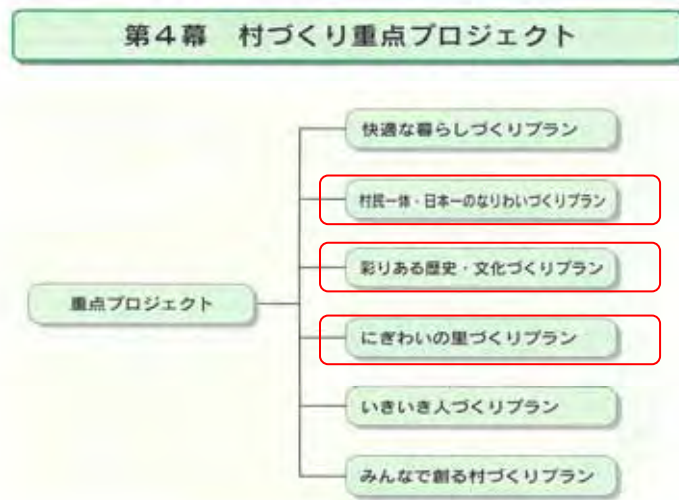 第4幕 村づくり重点プロジェクト
快適な暮らしづくりプラン
村民一体・日本一のなりわいづくりプラン
彩りある歴史・文化づくりプラン
重点プロジェクト
にぎわいの里づくりプラン
いきいき人づくりプラン
みんなで創る村づくりプラン